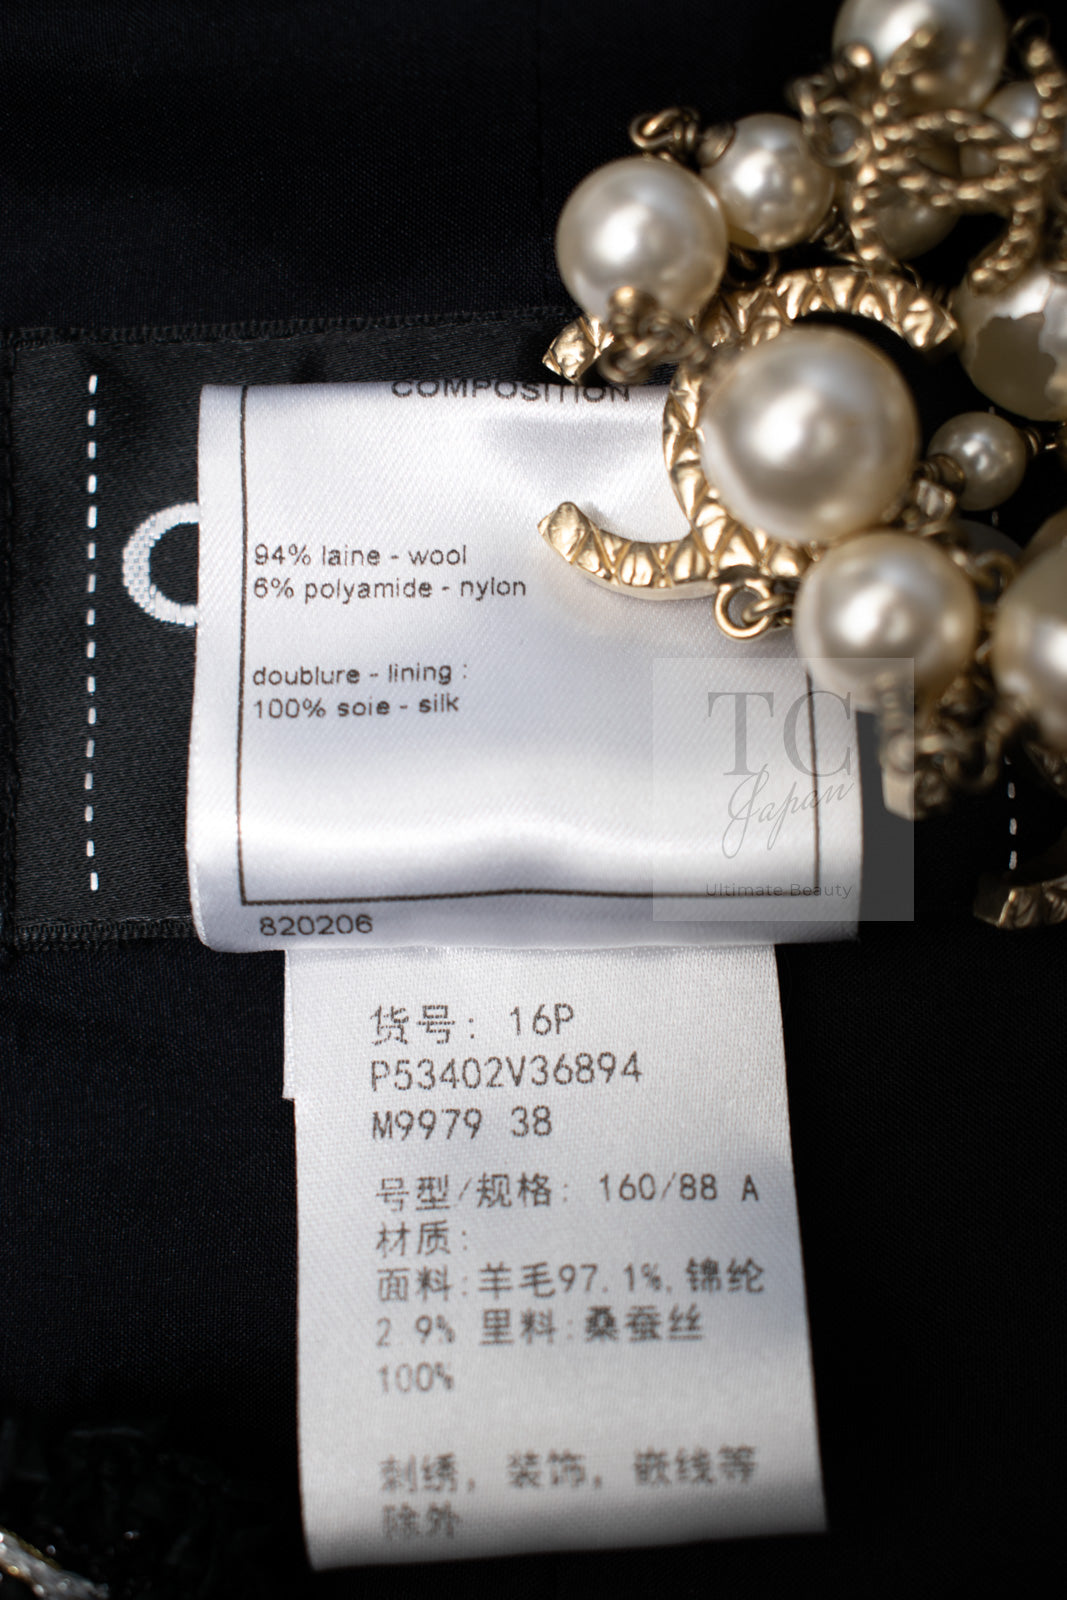 COMPOSITION
94% laine - wool
6% polyamide - nylon
doublure - lining :
100% soie - silk
820206
TC
Japan
Ultimate Beauty
货号: 16P
P53402V36894
M9979 38
号型/规格: 160/88 A
材质:
面料:羊毛97.1%,锦纶
2 9% 里料:桑蚕丝
100%
刺绣, 装饰, 嵌线等
除外